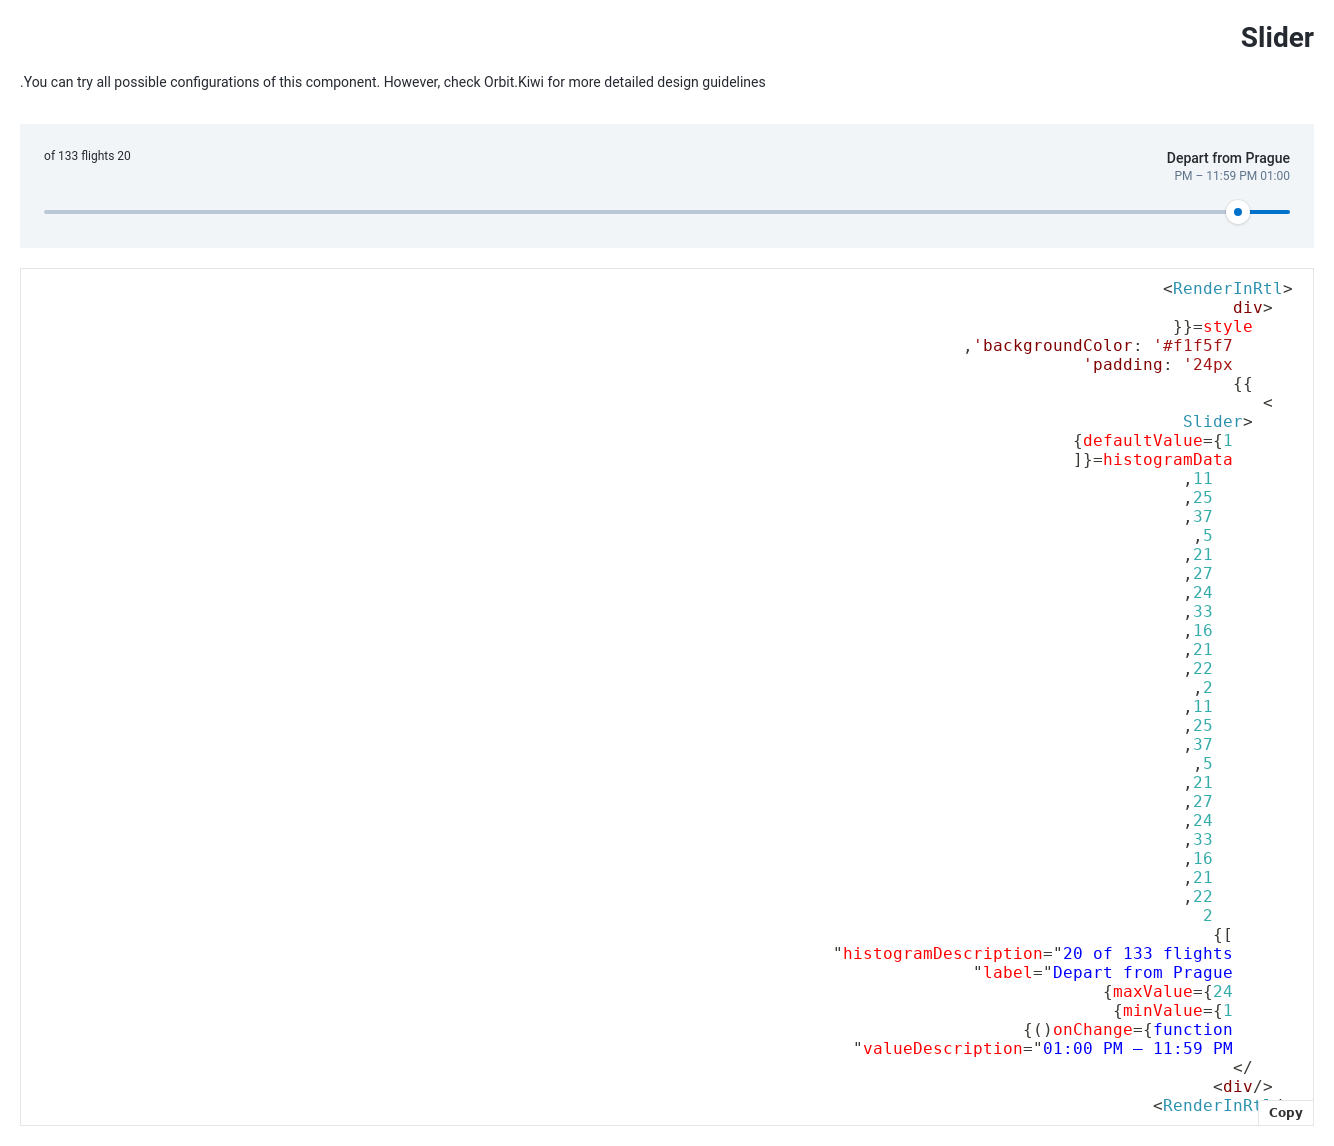 Slider
.You can try all possible configurations of this component. However, check Orbit.Kiwi for more detailed design guidelines
of 133 flights 20
Depart from Prague
PM – 11:59 PM 01:00
<RenderInRtl>
div>
}}=style
,'backgroundColor: '#f1f5f7
'padding: '24px
{{
<
Slider>
{defaultValue={1
]}=histogramData
,11
,25
,37
,5
,21
,27
,24
,33
,16
,21
,22
,2
,11
,25
,37
,5
,21
,27
,24
,33
,16
,21
,22
2
{[
"histogramDescription="20 of 133 flights
"label="Depart from Prague
{maxValue={24
{minValue={1
{()onChange={function
"valueDescription="01:00 PM – 11:59 PM
</
<div/>
<RenderInRt
Copy